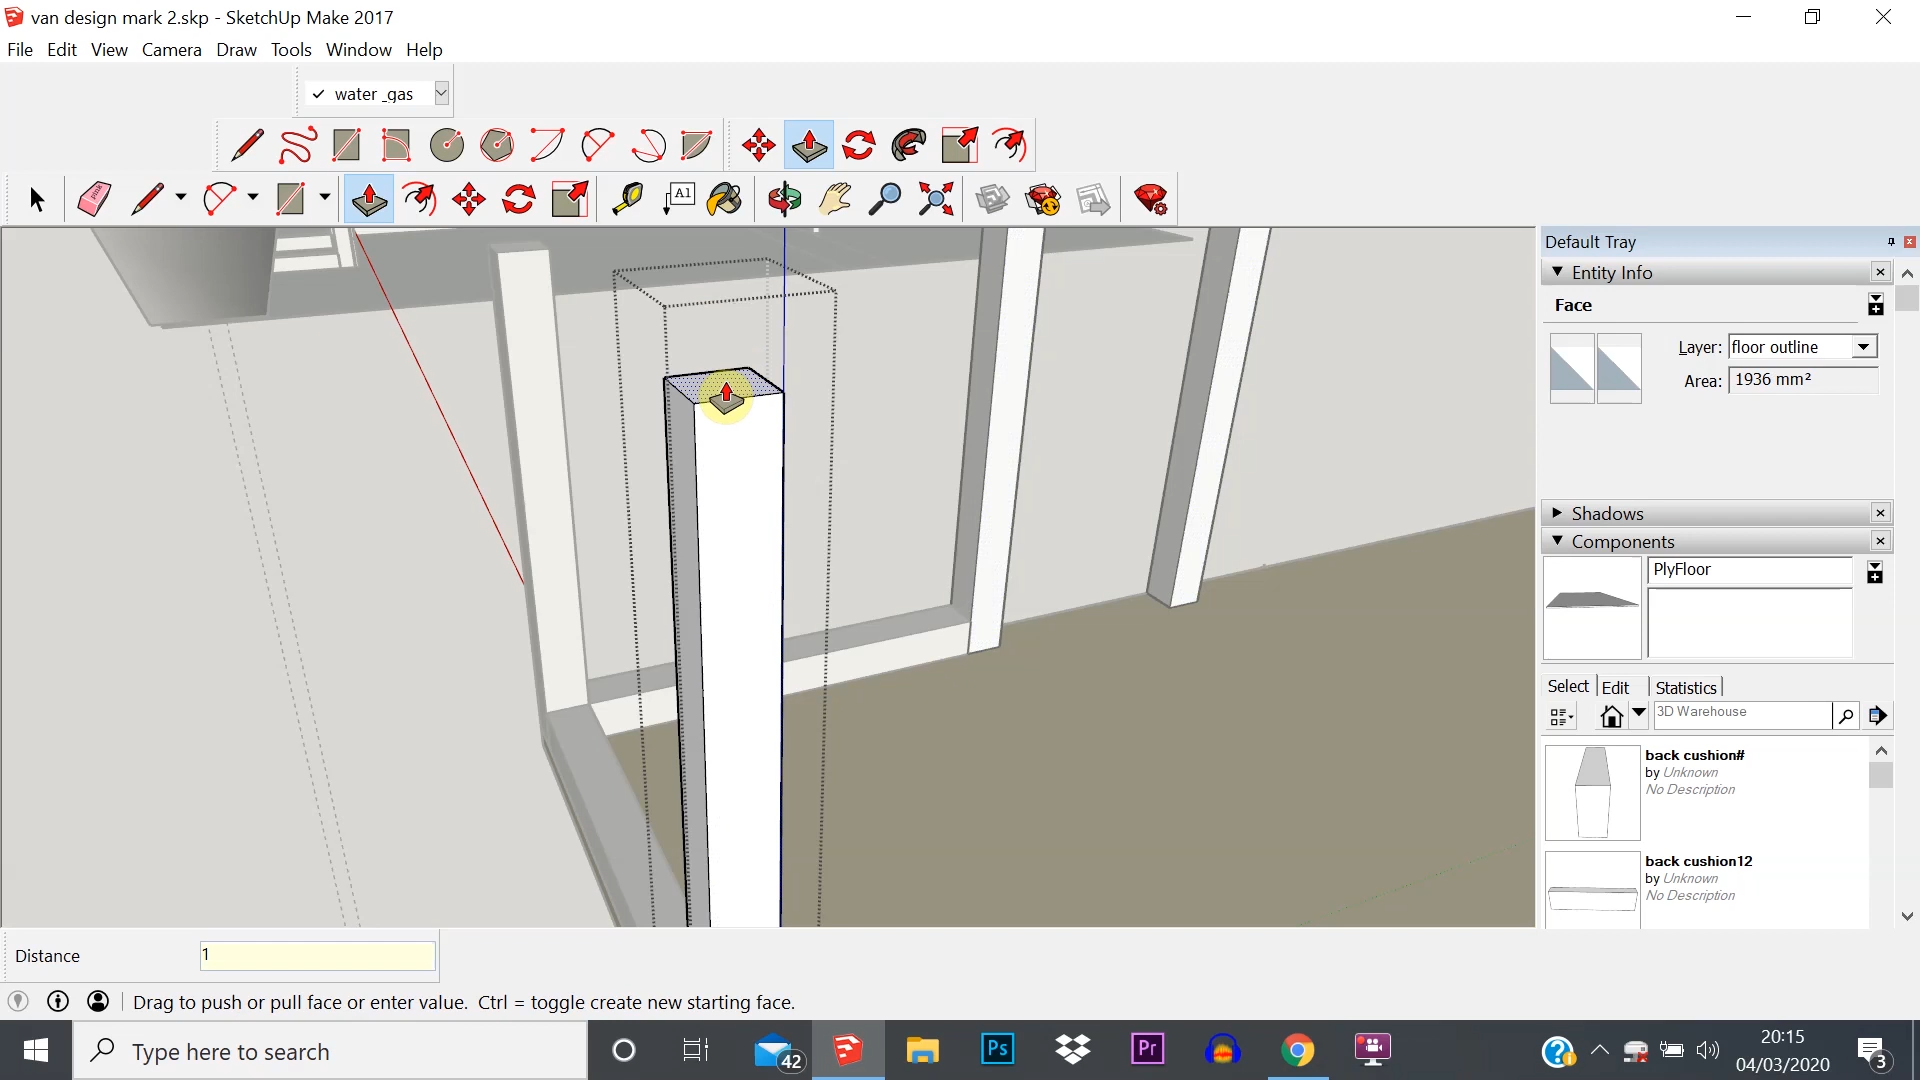 van design mark 2.skp - SketchUp Make 2017
File Edit View Camera Draw Tools Window Help
water _gas
A1
Default Tray
Entity Info
Face
Layer: floor outline
Area: 1936 mm²
Shadows
Components
PlyFloor
Select Edit Statistics
3D Warehouse
back cushion#
by Unknown
No Description
back cushion12
by Unknown
No Description
Distance 1
Drag to push or pull face or enter value. Ctrl = toggle create new starting face.
Type here to search
42
Ps
Pr
20:15
04/03/2020
3